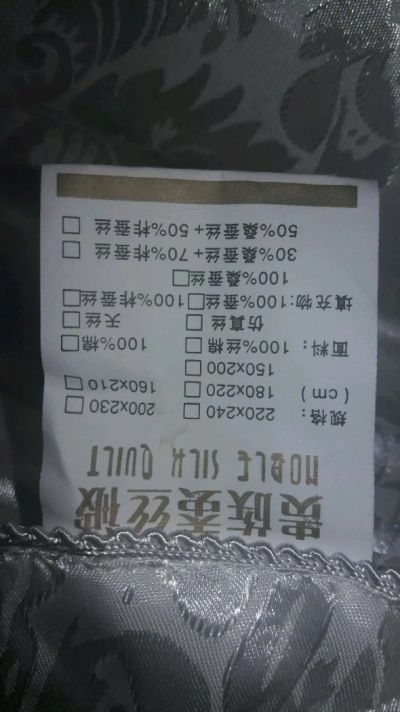 贵族蚕丝被
NOBLE SILK QUILT
规格: 220x240□ 200x230□
(cm) 180x220□ 160x210□
150x200□
面料: 100%丝棉□ 100%棉□
仿真丝□ 天丝□
填充物:100%蚕丝□100%柞蚕丝□
100%桑蚕丝□
30%桑蚕丝+70%柞蚕丝□
50%桑蚕丝+50%柞蚕丝□